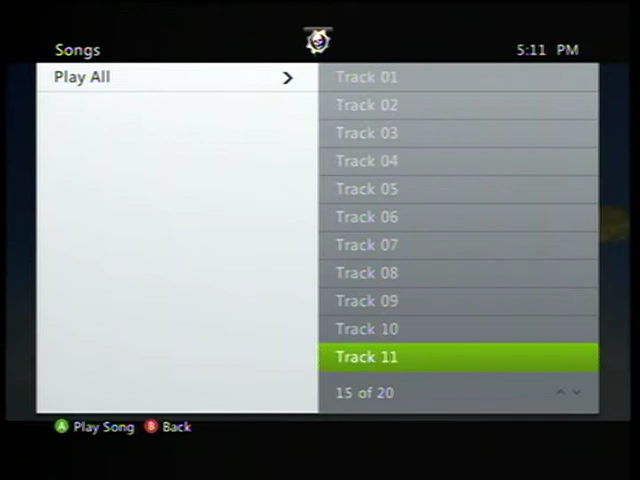 Songs
5:11 PM
Play All
Track 01
Track 02
Track 03
Track 04
Track 05
Track 06
Track 07
Track 08
Track 09
Track 10
Track 11
15 of 20
A Play Song B Back